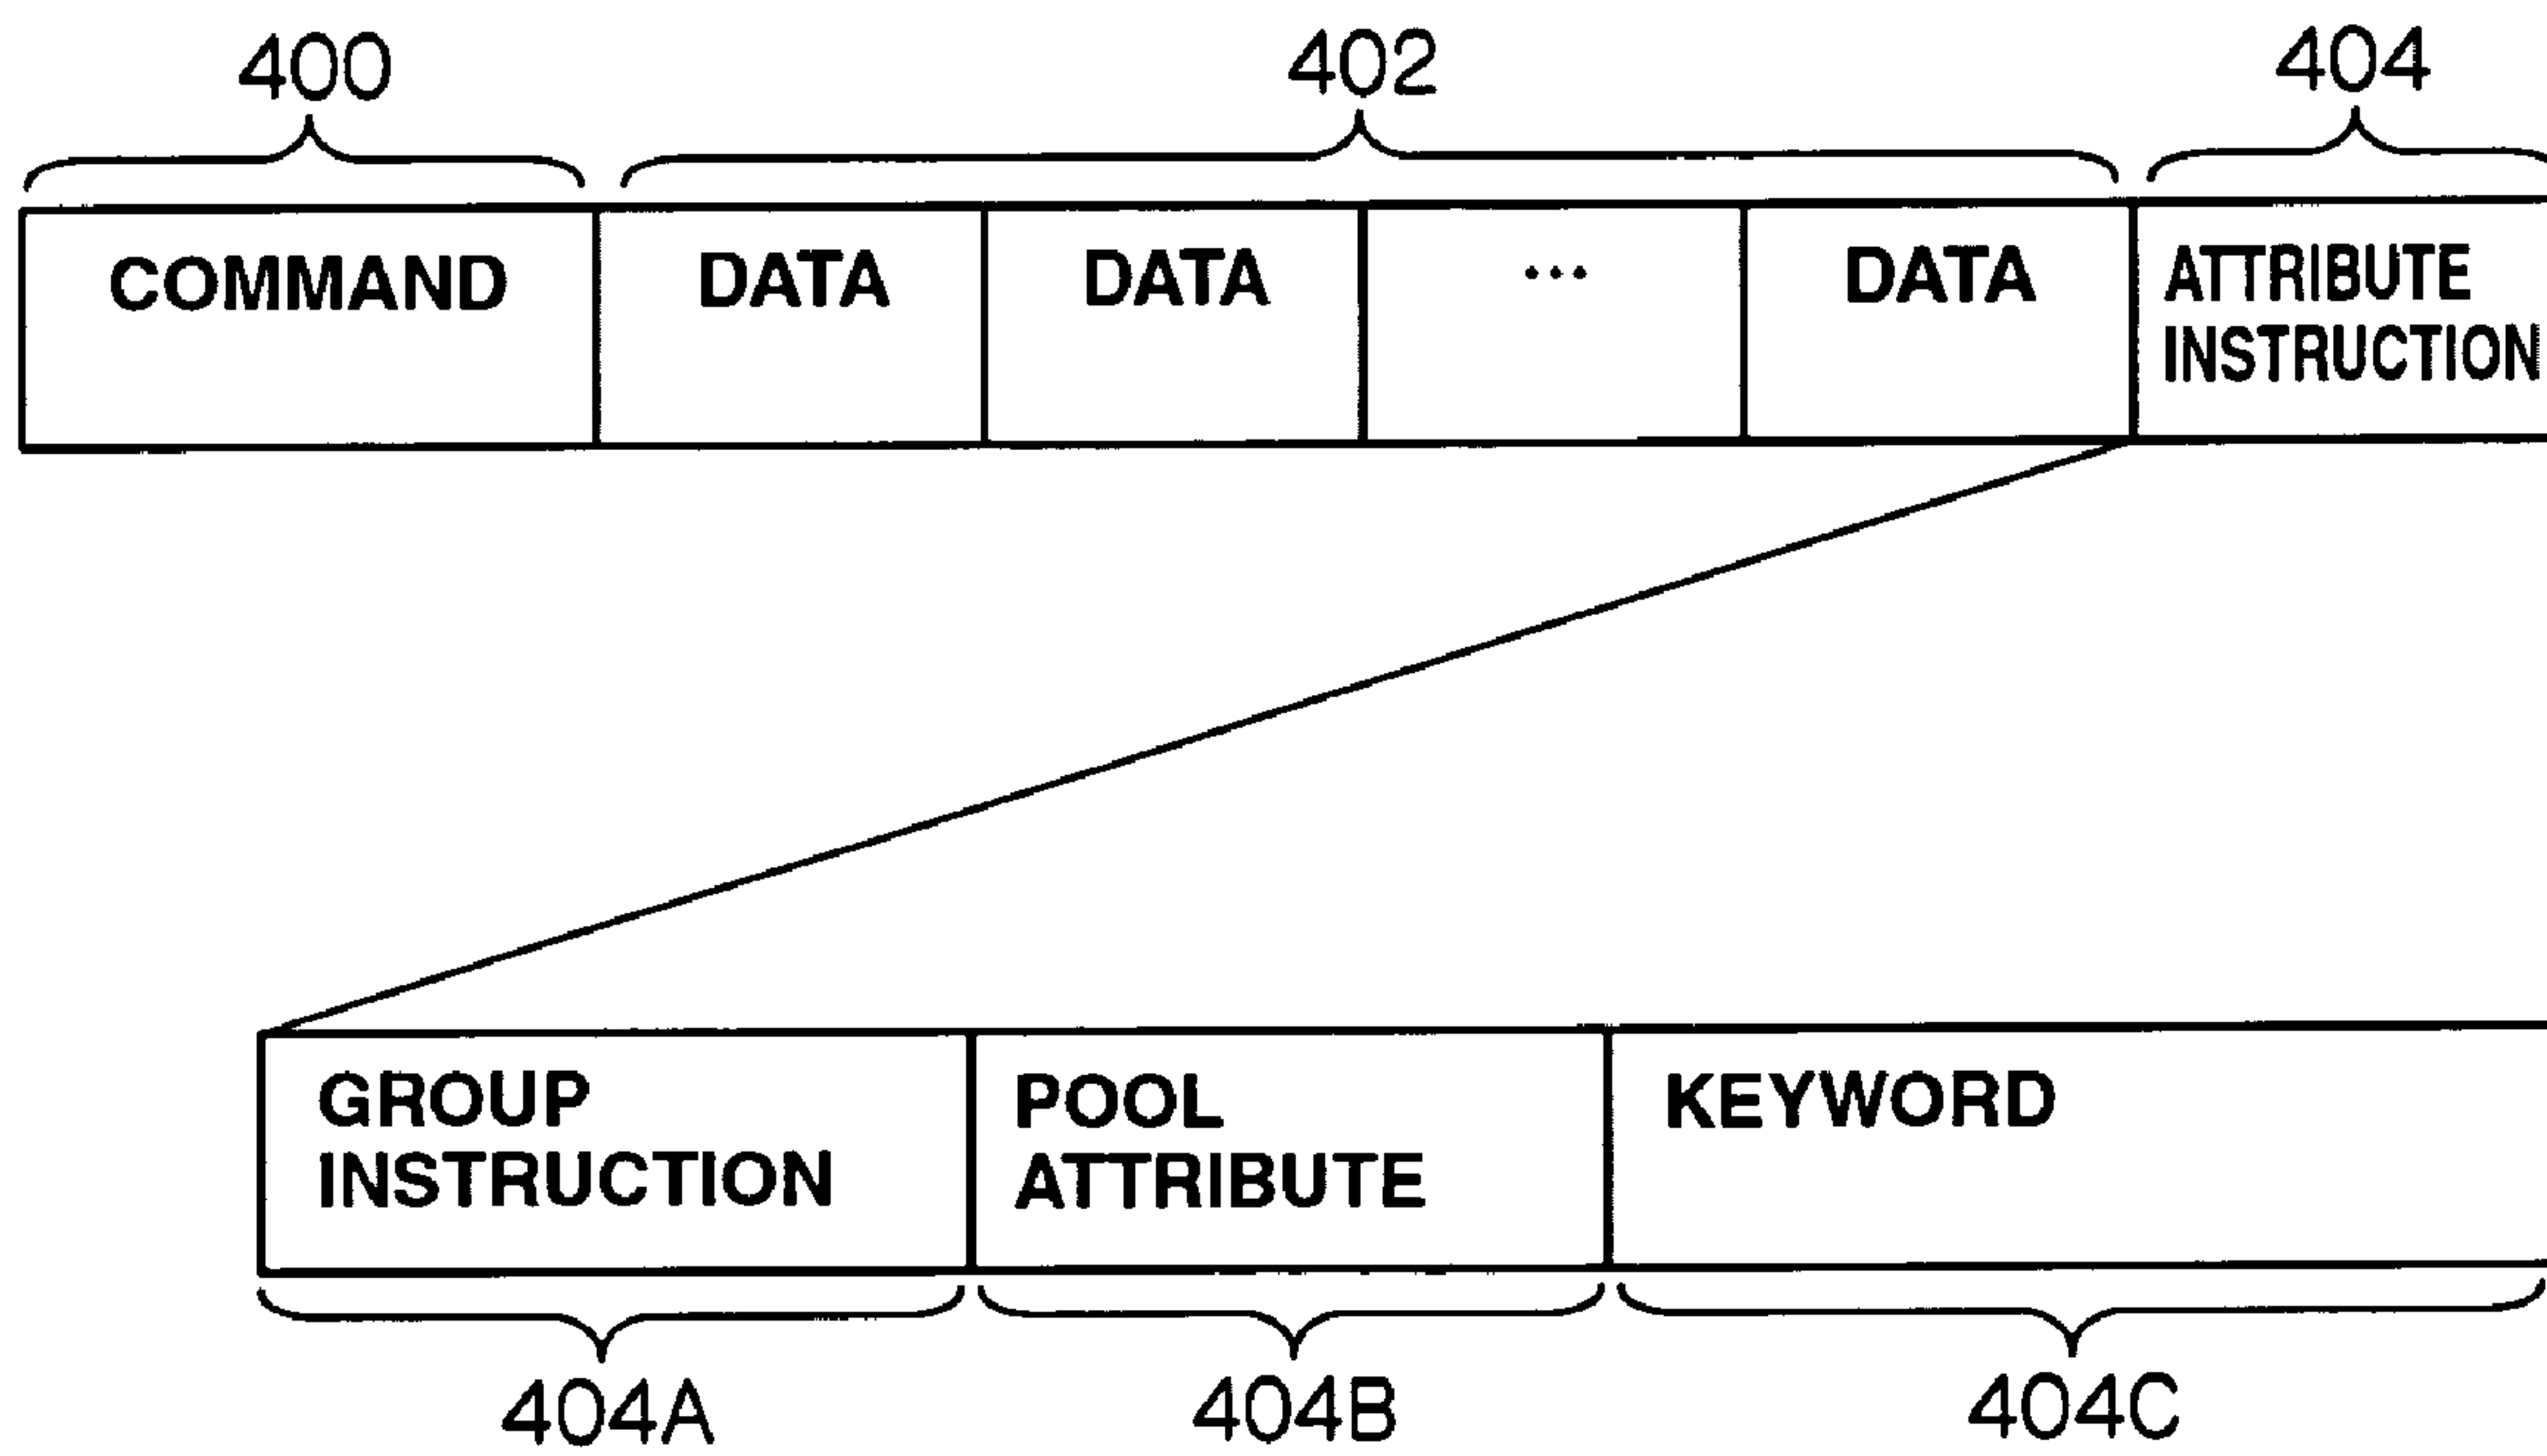 400 402 404
COMMAND DATA DATA ... DATA ATTRIBUTE
INSTRUCTION
GROUP
INSTRUCTION
POOL
ATTRIBUTE
KEYWORD
404A 404B 404C